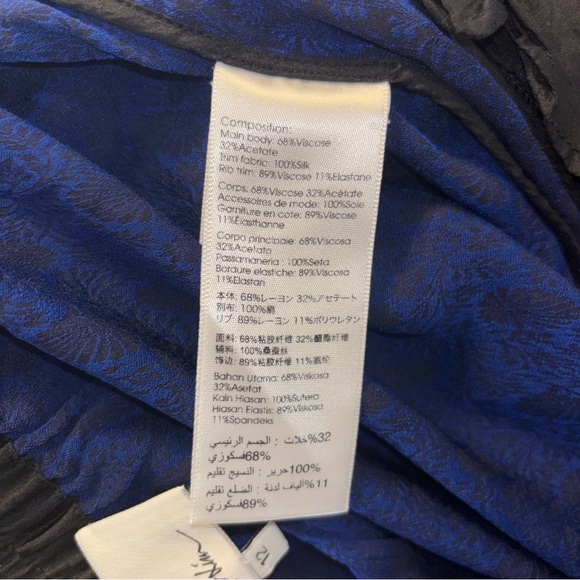 Composition:
Main body: 68%Viscose
32%Acetate
Trim fabric: 100%Silk
Rib trim: 89%Viscose 11%Elastane
Corps: 68%Viscose 32%Acétate
Accessoires de mode: 100%Soie
Garniture en cote: 89%Viscose
11%Élasthanne
Corpo principale: 68%Viscosa
32%Acetato
Passamaneria : 100%Seta
Bordure elastiche: 89%Viscosa
11%Elastan
本体: 68%レーヨン 32%アセテート
別布: 100%絹
リブ: 89%レーヨン 11%ポリウレタン
面料: 68%粘胶纤维 32%醋酯纤维
辅料: 100%桑蚕丝
饰边: 89%粘胶纤维 11%氨纶
Bahan Utama: 68%Viskosa
32%Asetat
Kain Hiasan: 100%Sutera
Hiasan Elastis: 89%Viskosa
11%Spandeks
32%خلات : الجسم الرئيسي
68%فسكوزي
100%حرير : النسيج تقليم
11%ألياف لدنة : الضلع تقليم
89%فسكوزي
12